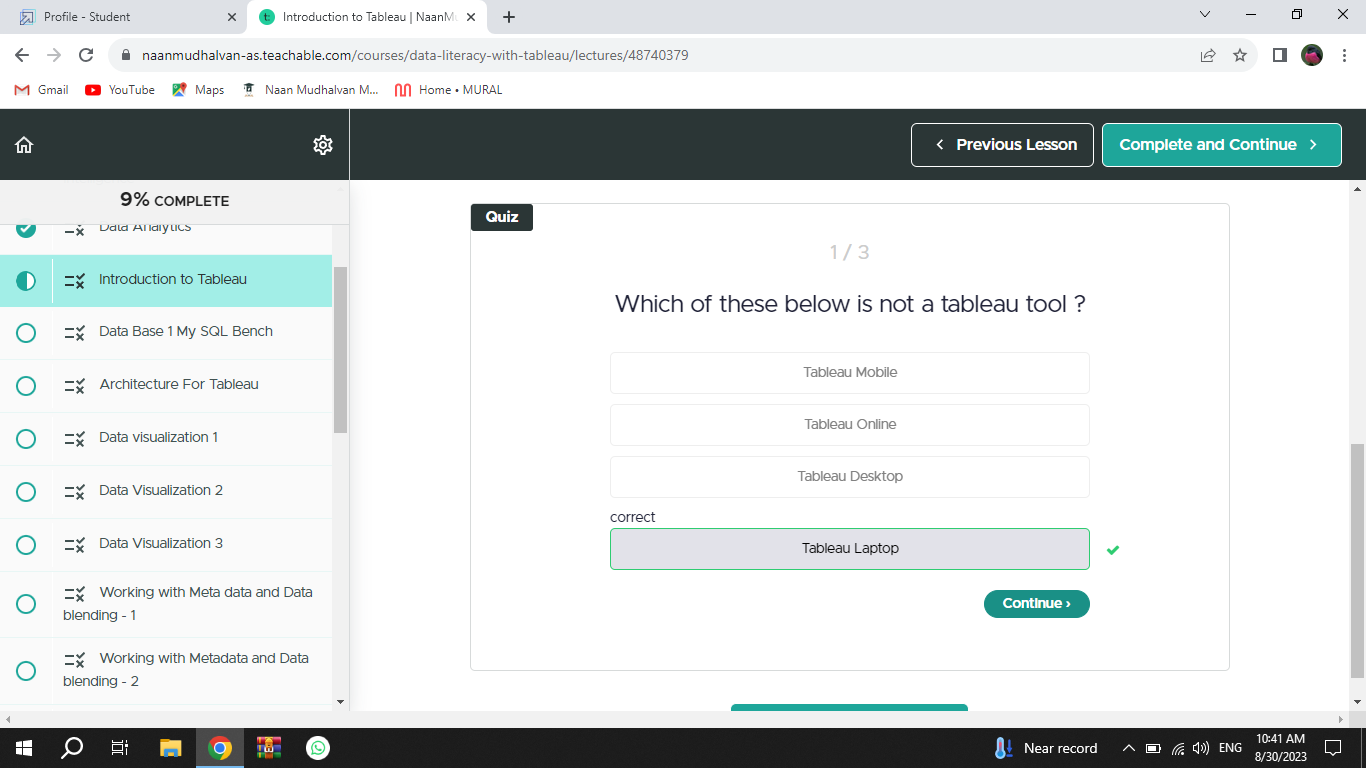 Profile - Student
Introduction to Tableau | NaanMu
naanmudhalvan-as.teachable.com/courses/data-literacy-with-tableau/lectures/48740379
Gmail
YouTube
Maps
Naan Mudhalvan M...
Home • MURAL
Previous Lesson
Complete and Continue
9% COMPLETE
Data Analytics
Introduction to Tableau
Data Base 1 My SQL Bench
Architecture For Tableau
Data visualization 1
Data Visualization 2
Data Visualization 3
Working with Meta data and Data
blending - 1
Working with Metadata and Data
blending - 2
Quiz
1 / 3
Which of these below is not a tableau tool ?
Tableau Mobile
Tableau Online
Tableau Desktop
correct
Tableau Laptop
Continue ›
Near record
ENG
10:41 AM
8/30/2023